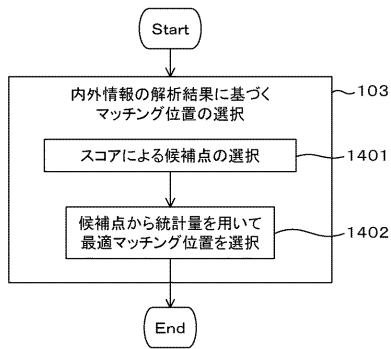 Start
内外情報の解析結果に基づく
マッチング位置の選択
103
スコアによる候補点の選択
1401
候補点から統計量を用いて
最適マッチング位置を選択
1402
End